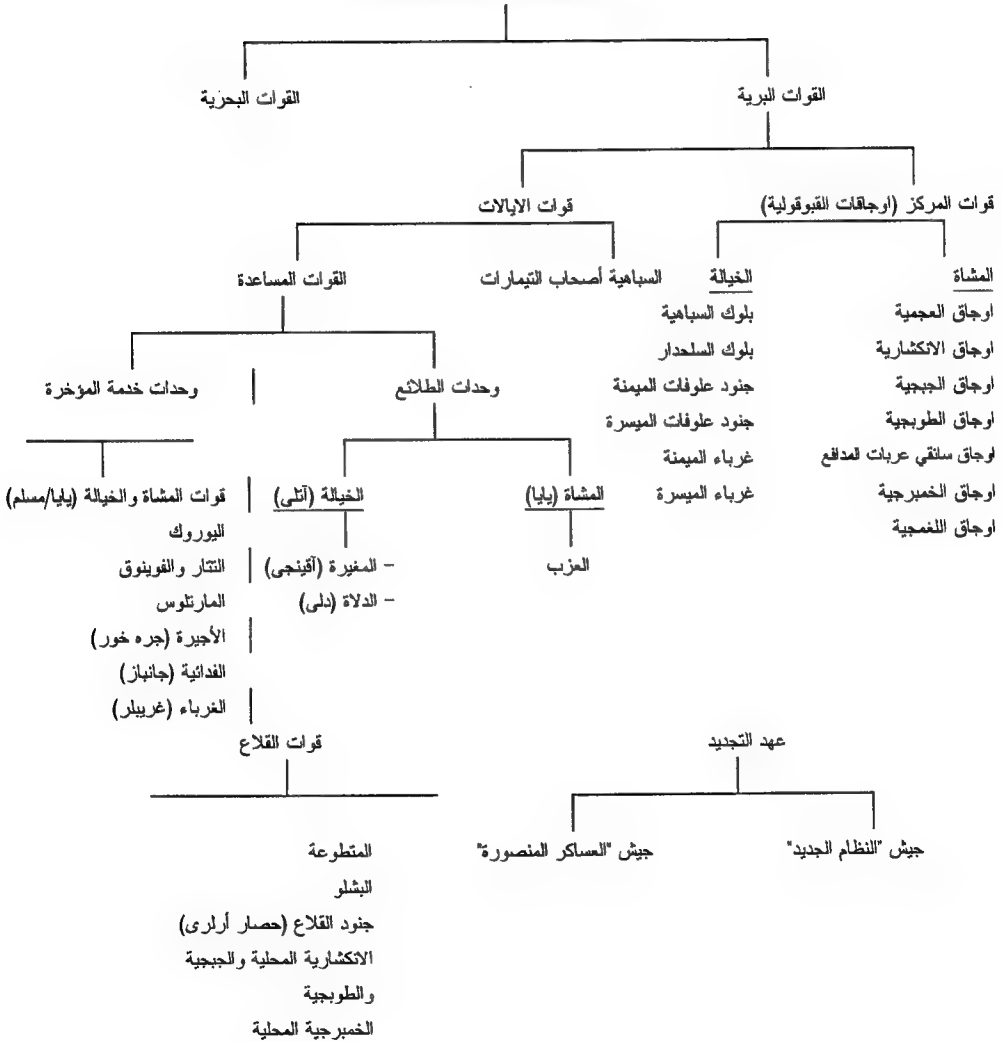 القوات البرية
القوات البحزية
قوات المركز (اوجاقات القبوقولية)
قوات الايالات
المشاة
اوجاق العجمية
اوجاق الانكشارية
اوجاق الجبجية
اوجاق الطوبجية
اوجاق سائقي عربات المدافع
اوجاق الخمبرجية
اوجاق اللغمجية
الخيالة
بلوك السباهية
بلوك السلحدار
جنود علوفات الميمنة
جنود علوفات الميسرة
غرباء الميمنة
غرباء الميسرة
السباهية أصحاب التيمارات
القوات المساعدة
وحدات الطلائع
وحدات خدمة المؤخرة
المشاة (يايا)
العزب
الخيالة (آتلى)
– المغيرة (آقينجى)
– الدلاة (دلى)
قوات المشاة والخيالة (يايا/مسلم)
اليوروك
التتار والفوينوق
المارتلوس
الأجيرة (جره خور)
الفدائية (جانباز)
الغرباء (غريبلر)
عهد التجديد
جيش "النظام الجديد"
جيش "العساكر المنصورة"
قوات القلاع
المتطوعة
البشلو
جنود القلاع (حصار أرلرى)
الانكشارية المحلية والجبجية
والطوبجية
الخمبرجية المحلية